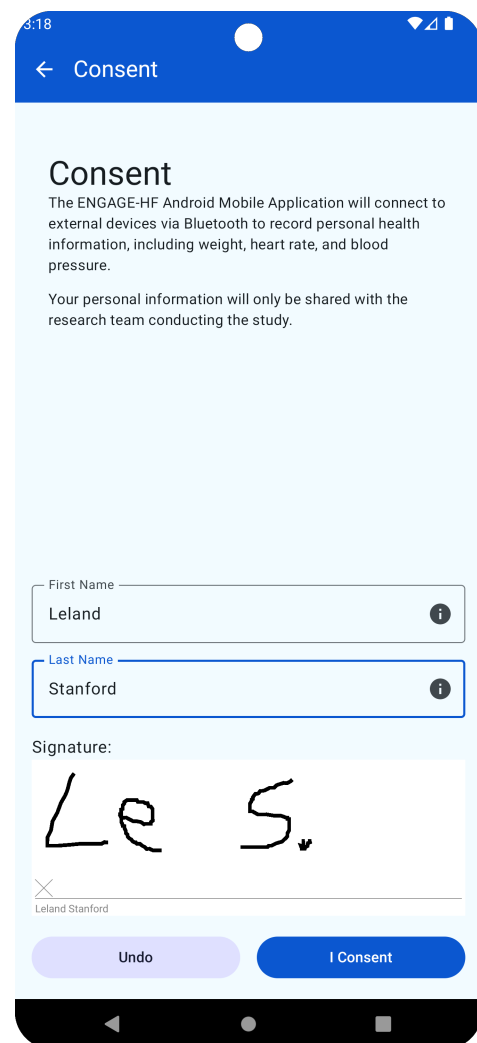 3:18
Consent
Consent
The ENGAGE-HF Android Mobile Application will connect to
external devices via Bluetooth to record personal health
information, including weight, heart rate, and blood
pressure.
Your personal information will only be shared with the
research team conducting the study.
First Name
Leland
Last Name
Stanford
Signature:
Le S.
Leland Stanford
Undo
I Consent